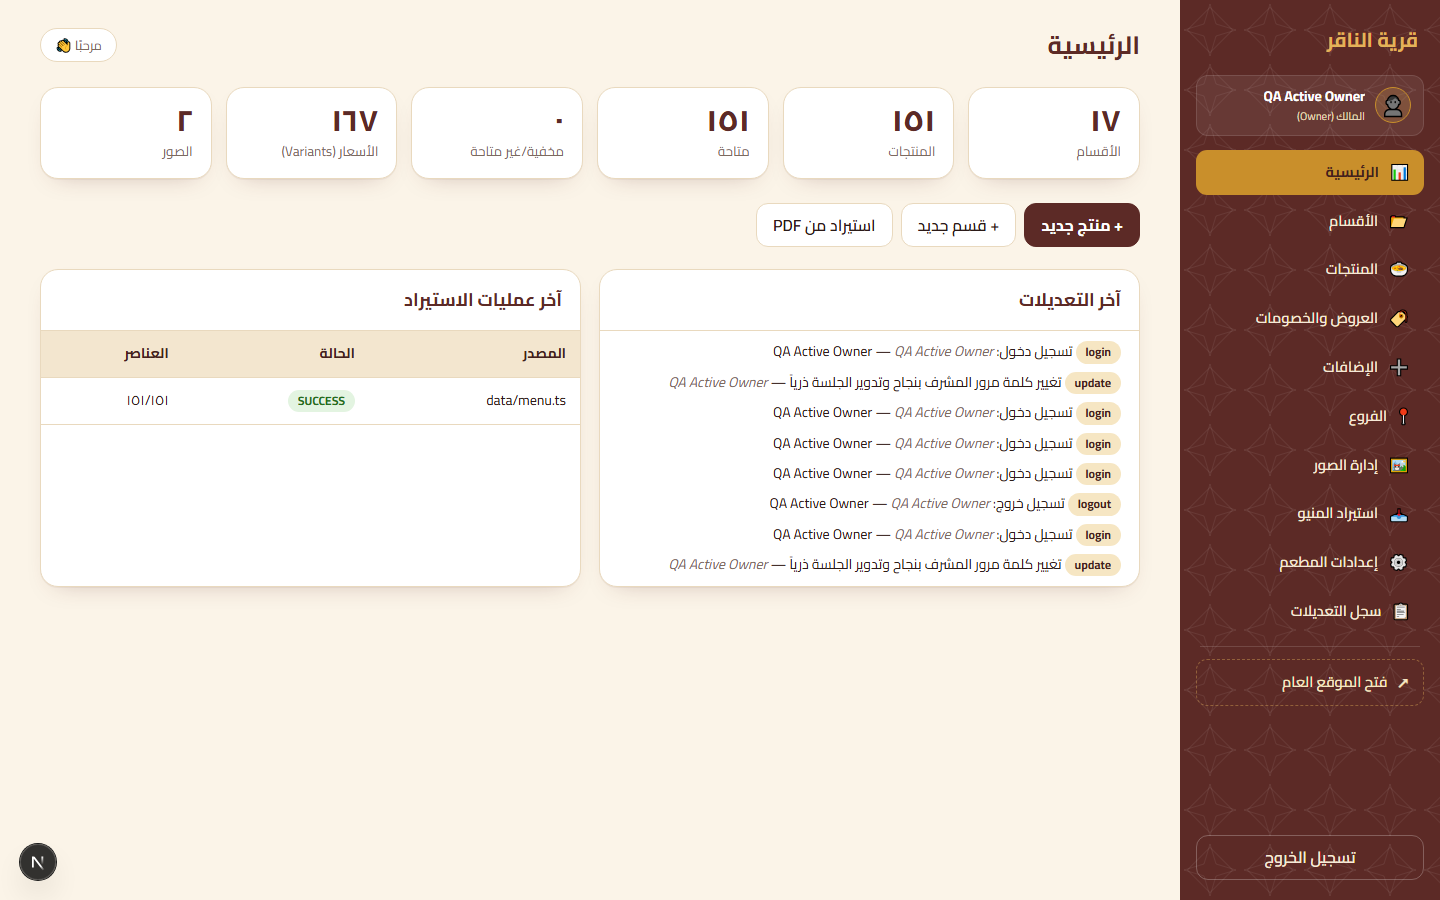 قرية الناقر
QA Active Owner
المالك (Owner)
الرئيسية
الأقسام
المنتجات
العروض والخصومات
الإضافات
الفروع
إدارة الصور
استيراد المنيو
إعدادات المطعم
سجل التعديلات
فتح الموقع العام ↗
تسجيل الخروج
الرئيسية
مرحبًا 👋
١٧
الأقسام
١٥١
المنتجات
١٥١
متاحة
٠
مخفية/غير متاحة
١٦٧
الأسعار (Variants)
٢
الصور
+ منتج جديد
+ قسم جديد
استيراد من PDF
آخر التعديلات
login تسجيل دخول: QA Active Owner — QA Active Owner
update تغيير كلمة مرور المشرف بنجاح وتدوير الجلسة ذرياً — QA Active Owner
login تسجيل دخول: QA Active Owner — QA Active Owner
login تسجيل دخول: QA Active Owner — QA Active Owner
login تسجيل دخول: QA Active Owner — QA Active Owner
logout تسجيل خروج: QA Active Owner — QA Active Owner
login تسجيل دخول: QA Active Owner — QA Active Owner
update تغيير كلمة مرور المشرف بنجاح وتدوير الجلسة ذرياً — QA Active Owner
آخر عمليات الاستيراد
المصدر الحالة العناصر
data/menu.ts SUCCESS ١٥١/١٥١
N